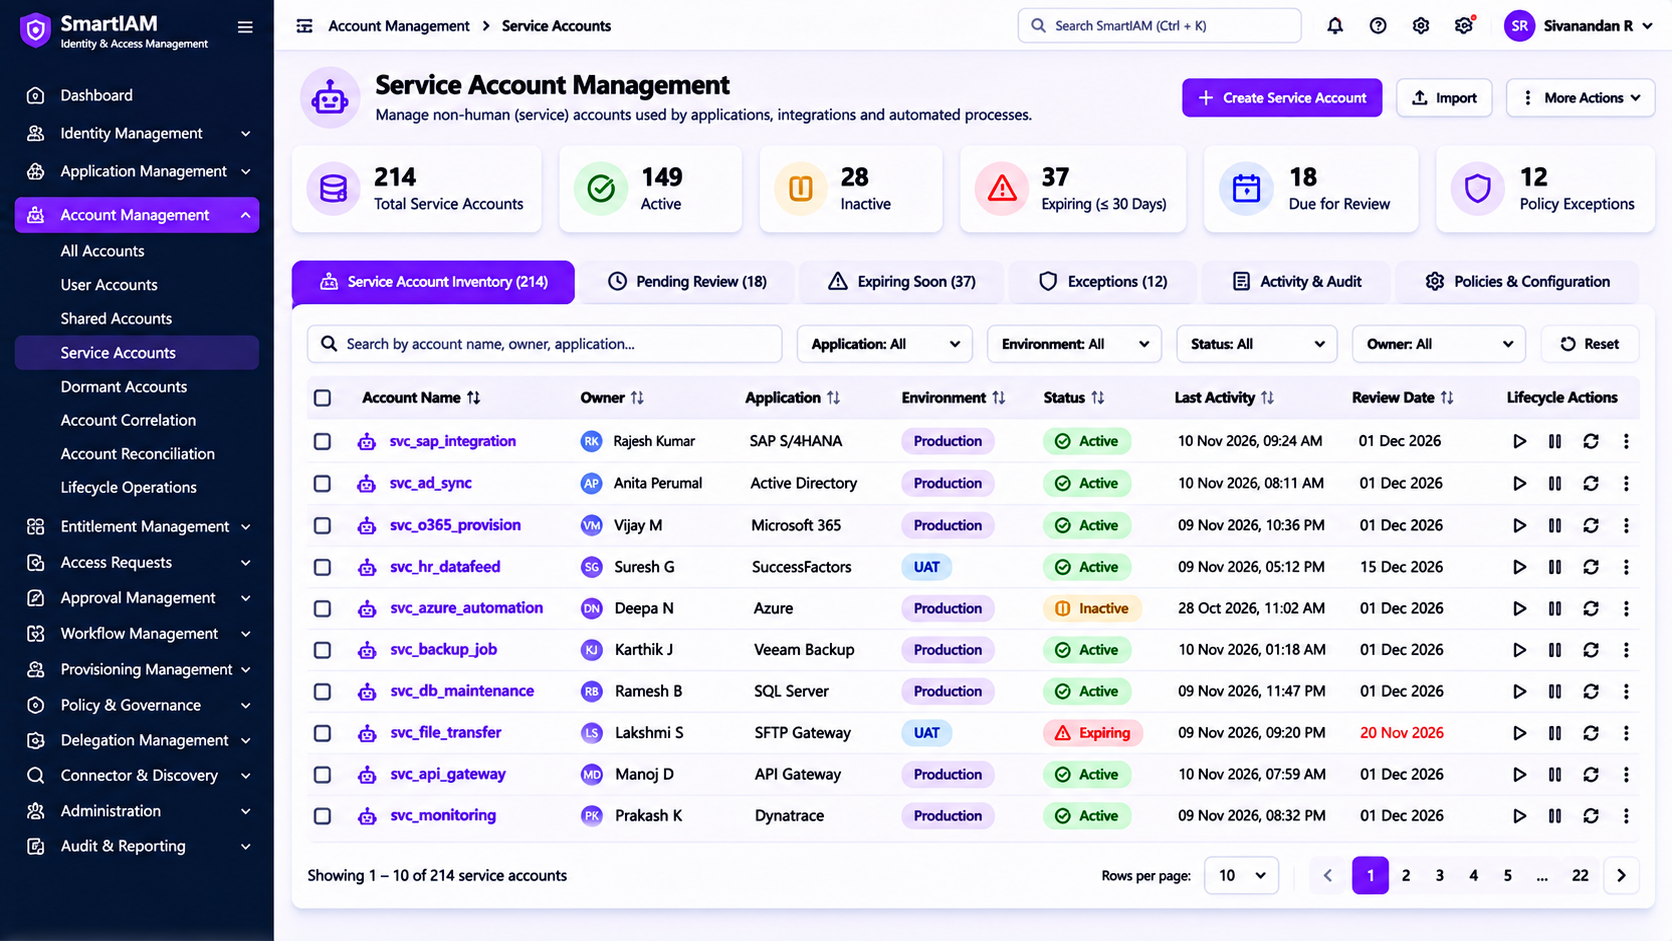 SmartIAM
Identity & Access Management
Account Management > Service Accounts
Search SmartIAM (Ctrl + K)
SR Sivanandan R
Dashboard
Identity Management
Application Management
Account Management
All Accounts
User Accounts
Shared Accounts
Service Accounts
Dormant Accounts
Account Correlation
Account Reconciliation
Lifecycle Operations
Entitlement Management
Access Requests
Approval Management
Workflow Management
Provisioning Management
Policy & Governance
Delegation Management
Connector & Discovery
Administration
Audit & Reporting
Service Account Management
Manage non-human (service) accounts used by applications, integrations and automated processes.
+ Create Service Account Import More Actions
214 Total Service Accounts
149 Active
28 Inactive
37 Expiring (≤ 30 Days)
18 Due for Review
12 Policy Exceptions
Service Account Inventory (214) Pending Review (18) Expiring Soon (37) Exceptions (12) Activity & Audit Policies & Configuration
Search by account name, owner, application... Application: All Environment: All Status: All Owner: All Reset
Account Name Owner Application Environment Status Last Activity Review Date Lifecycle Actions
svc_sap_integration RK Rajesh Kumar SAP S/4HANA Production Active 10 Nov 2026, 09:24 AM 01 Dec 2026
svc_ad_sync AP Anita Perumal Active Directory Production Active 10 Nov 2026, 08:11 AM 01 Dec 2026
svc_o365_provision VM Vijay M Microsoft 365 Production Active 09 Nov 2026, 10:36 PM 01 Dec 2026
svc_hr_datafeed SG Suresh G SuccessFactors UAT Active 09 Nov 2026, 05:12 PM 15 Dec 2026
svc_azure_automation DN Deepa N Azure Production Inactive 28 Oct 2026, 11:02 AM 01 Dec 2026
svc_backup_job KJ Karthik J Veeam Backup Production Active 10 Nov 2026, 01:18 AM 01 Dec 2026
svc_db_maintenance RB Ramesh B SQL Server Production Active 09 Nov 2026, 11:47 PM 01 Dec 2026
svc_file_transfer LS Lakshmi S SFTP Gateway UAT Expiring 09 Nov 2026, 09:20 PM 20 Nov 2026
svc_api_gateway MD Manoj D API Gateway Production Active 10 Nov 2026, 07:59 AM 01 Dec 2026
svc_monitoring PK Prakash K Dynatrace Production Active 09 Nov 2026, 08:32 PM 01 Dec 2026
Showing 1 – 10 of 214 service accounts Rows per page: 10 1 2 3 4 5 ... 22